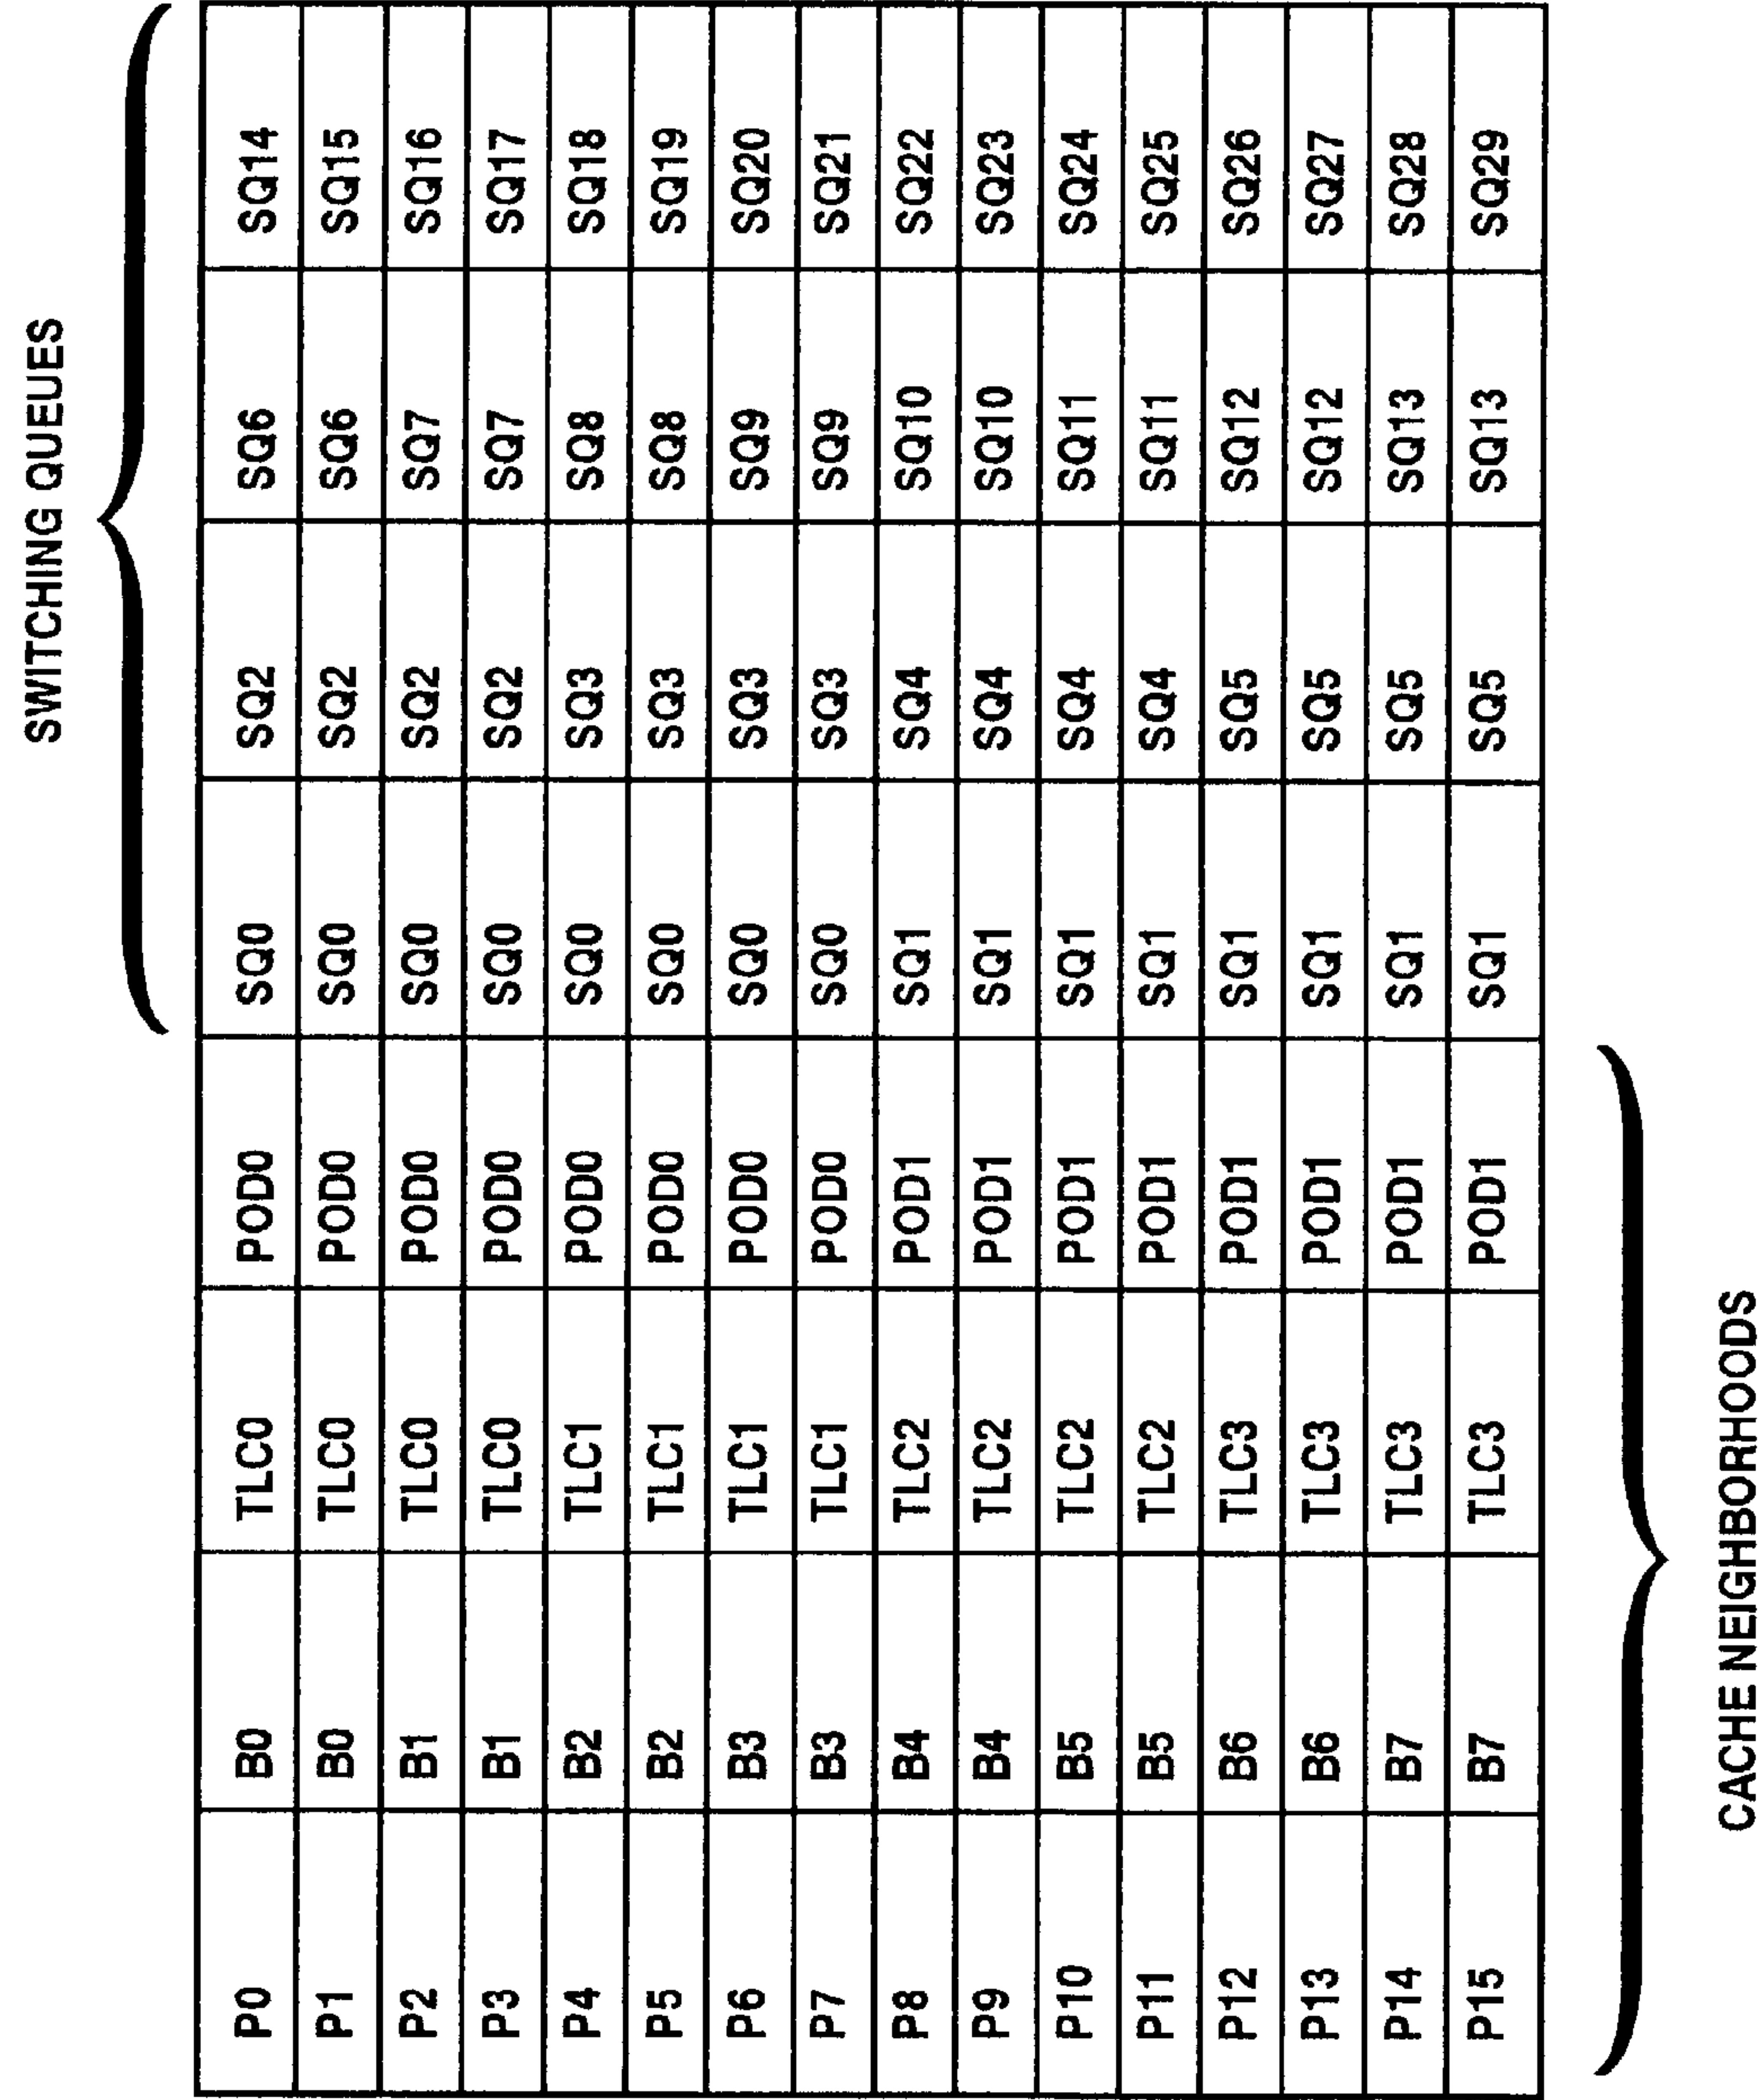 SWITCHING QUEUES
P0 B0 TLC0 POD0 SQ0 SQ2 SQ6 SQ14
P1 B0 TLC0 POD0 SQ0 SQ2 SQ6 SQ15
P2 B1 TLC0 POD0 SQ0 SQ2 SQ7 SQ16
P3 B1 TLC0 POD0 SQ0 SQ2 SQ7 SQ17
P4 B2 TLC1 POD0 SQ0 SQ3 SQ8 SQ18
P5 B2 TLC1 POD0 SQ0 SQ3 SQ8 SQ19
P6 B3 TLC1 POD0 SQ0 SQ3 SQ9 SQ20
P7 B3 TLC1 POD0 SQ0 SQ3 SQ9 SQ21
P8 B4 TLC2 POD1 SQ1 SQ4 SQ10 SQ22
P9 B4 TLC2 POD1 SQ1 SQ4 SQ10 SQ23
P10 B5 TLC2 POD1 SQ1 SQ4 SQ11 SQ24
P11 B5 TLC2 POD1 SQ1 SQ4 SQ11 SQ25
P12 B6 TLC3 POD1 SQ1 SQ5 SQ12 SQ26
P13 B6 TLC3 POD1 SQ1 SQ5 SQ12 SQ27
P14 B7 TLC3 POD1 SQ1 SQ5 SQ13 SQ28
P15 B7 TLC3 POD1 SQ1 SQ5 SQ13 SQ29
CACHE NEIGHBORHOODS